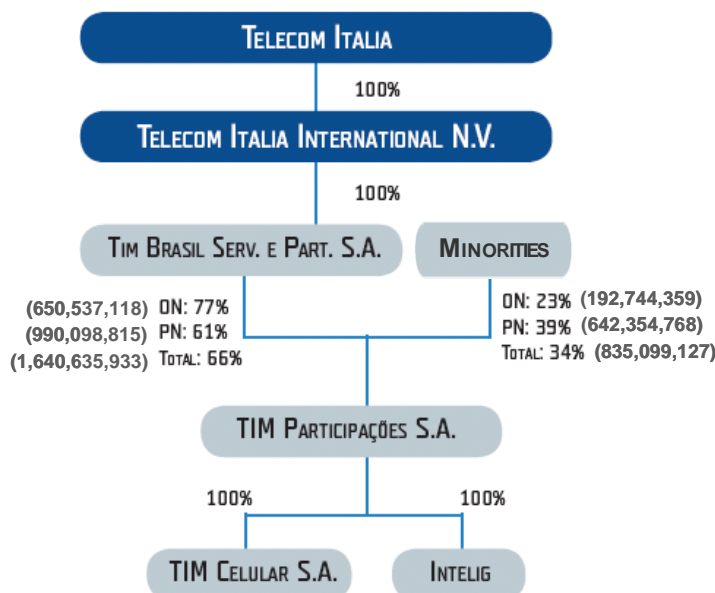 TELECOM ITALIA
100%
TELECOM ITALIA INTERNATIONAL N.V.
100%
TIM BRASIL SERV. E PART. S.A.
MINORITIES
(650,537,118) ON: 77%
(990,098,815) PN: 61%
(1,640,635,933) TOTAL: 66%
ON: 23% (192,744,359)
PN: 39% (642,354,768)
TOTAL: 34% (835,099,127)
TIM PARTICIPAÇÕES S.A.
100%
100%
TIM CELULAR S.A.
INTELIG